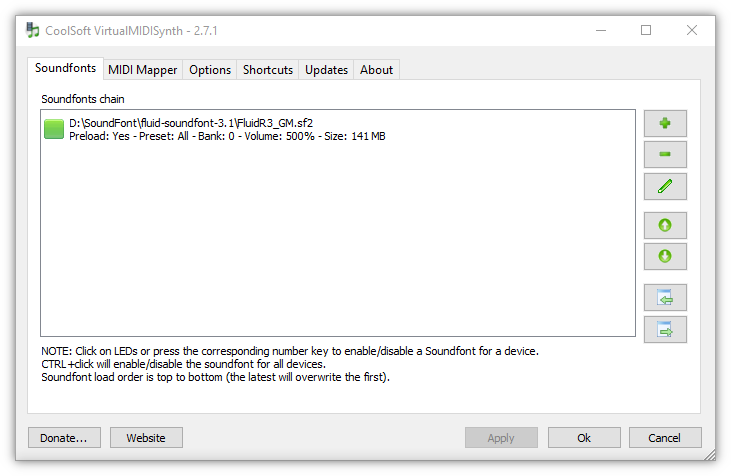 CoolSoft VirtualMIDISynth - 2.7.1
Soundfonts MIDI Mapper Options Shortcuts Updates About
Soundfonts chain
D:\SoundFont\fluid-soundfont-3.1\FluidR3_GM.sf2
Preload: Yes - Preset: All - Bank: 0 - Volume: 500% - Size: 141 MB
NOTE: Click on LEDs or press the corresponding number key to enable/disable a Soundfont for a device.
CTRL+click will enable/disable the soundfont for all devices.
Soundfont load order is top to bottom (the latest will overwrite the first).
Donate... Website Apply Ok Cancel